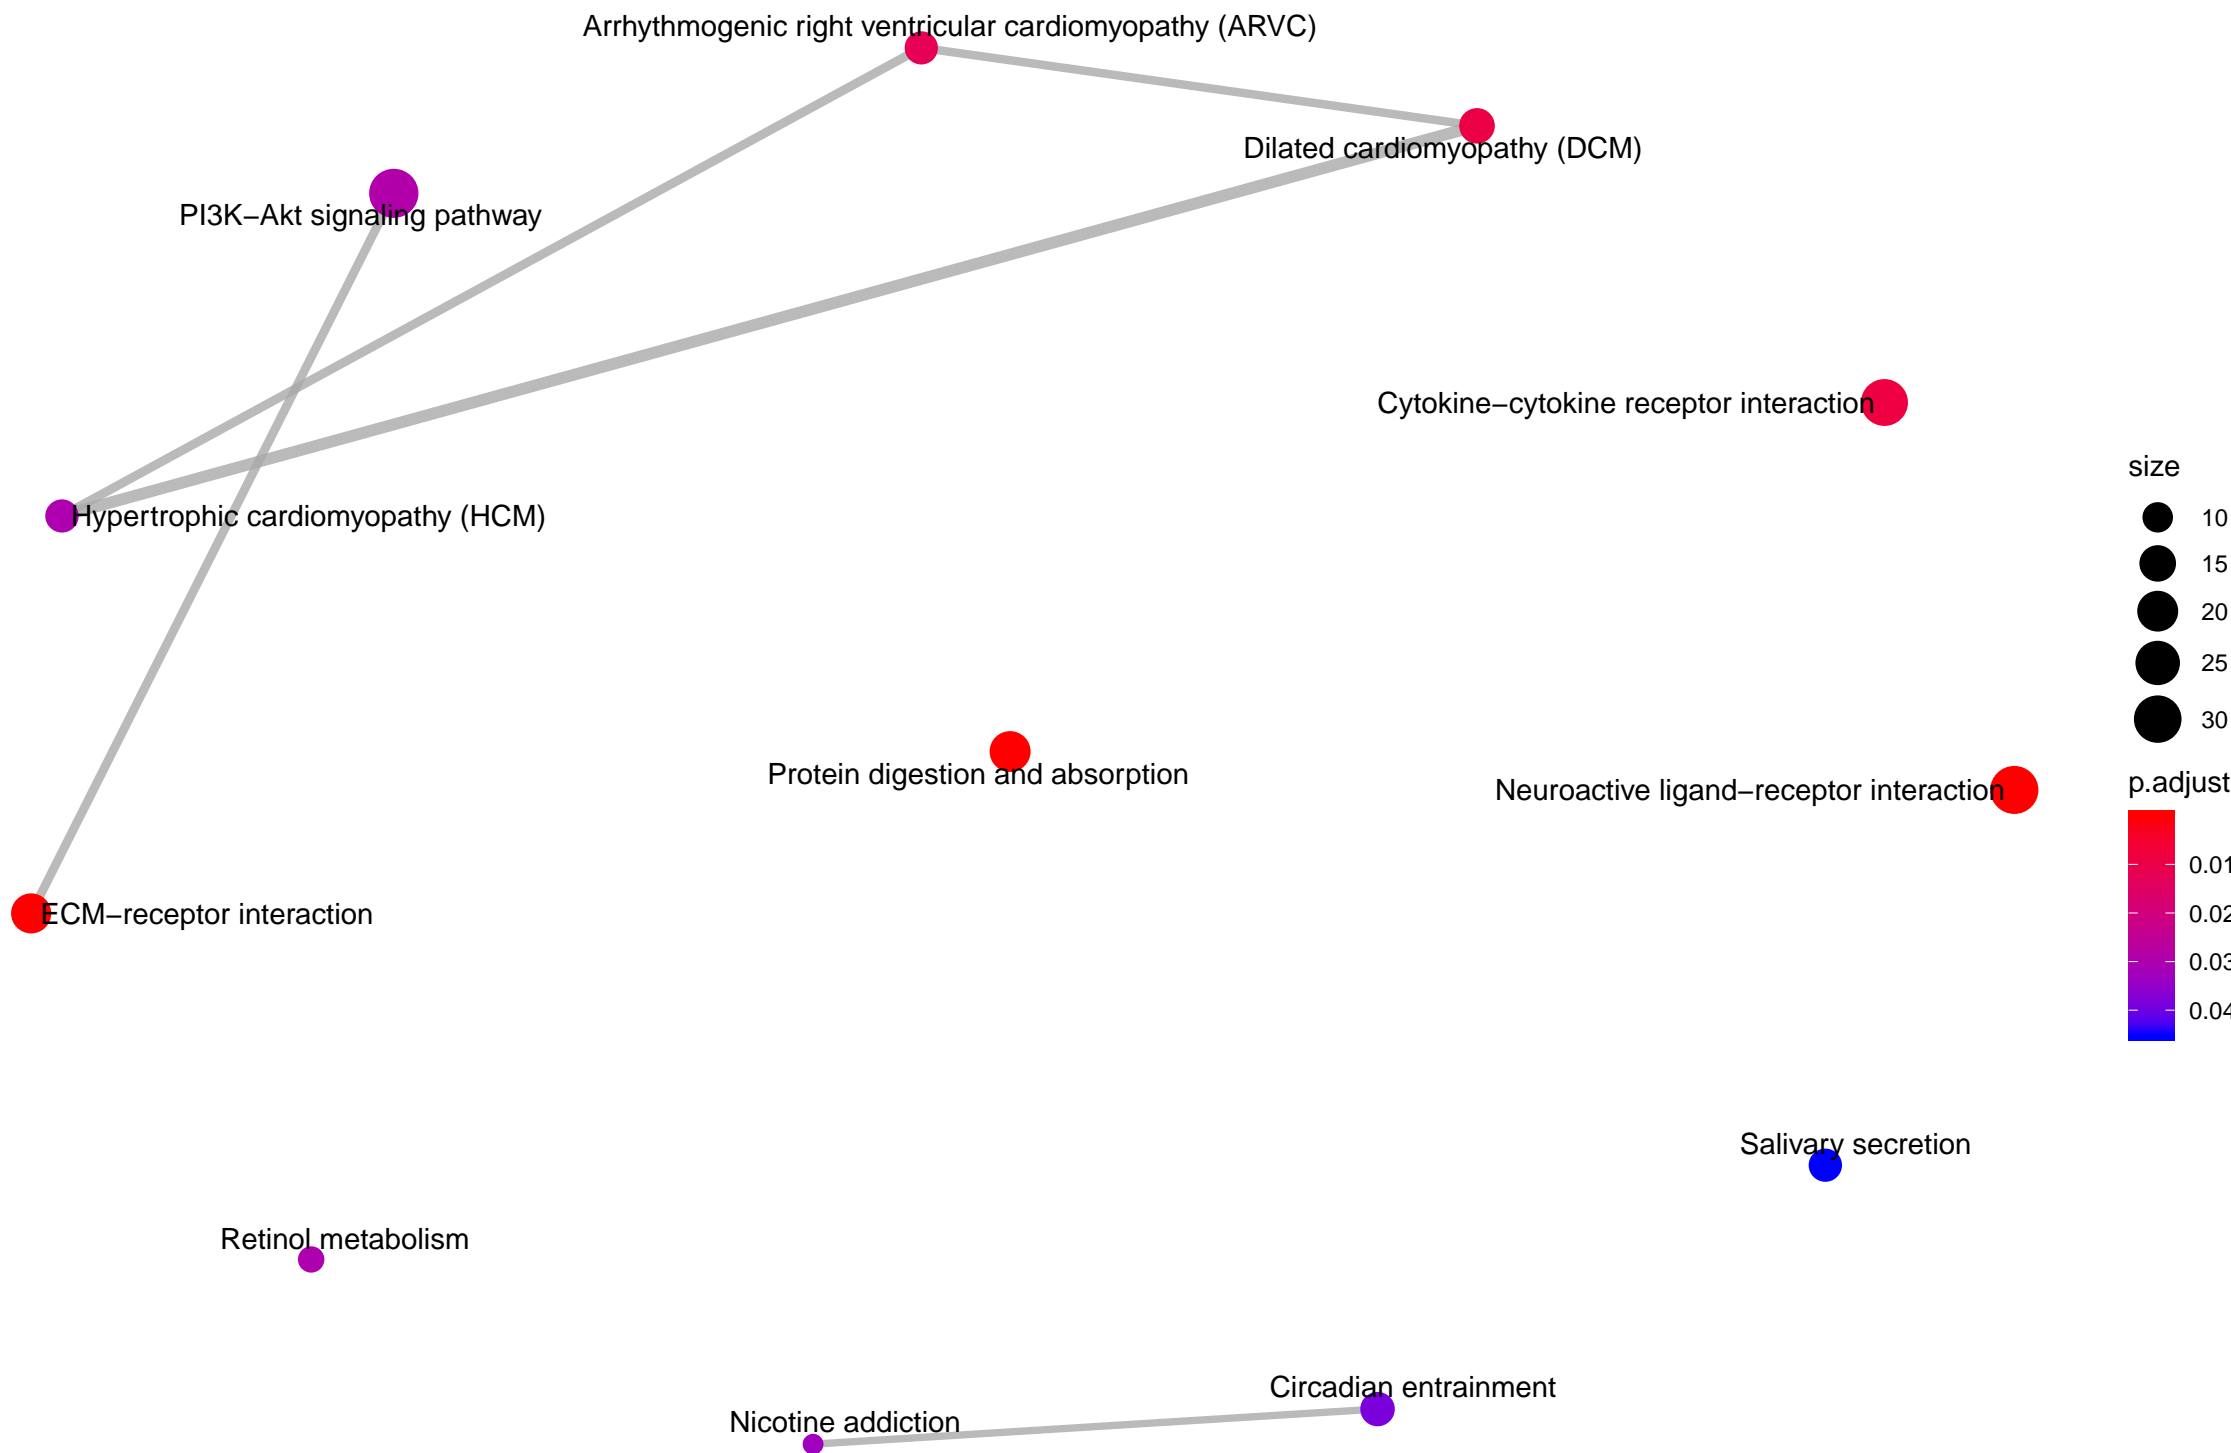 Arrhythmogenic right ventricular cardiomyopathy (ARVC)
Dilated cardiomyopathy (DCM)
PI3K−Akt signaling pathway
Cytokine−cytokine receptor interaction
Hypertrophic cardiomyopathy (HCM)
Protein digestion and absorption
Neuroactive ligand−receptor interaction
ECM−receptor interaction
Salivary secretion
Retinol metabolism
Circadian entrainment
Nicotine addiction
size
10
15
20
25
30
p.adjust
0.01
0.02
0.03
0.04